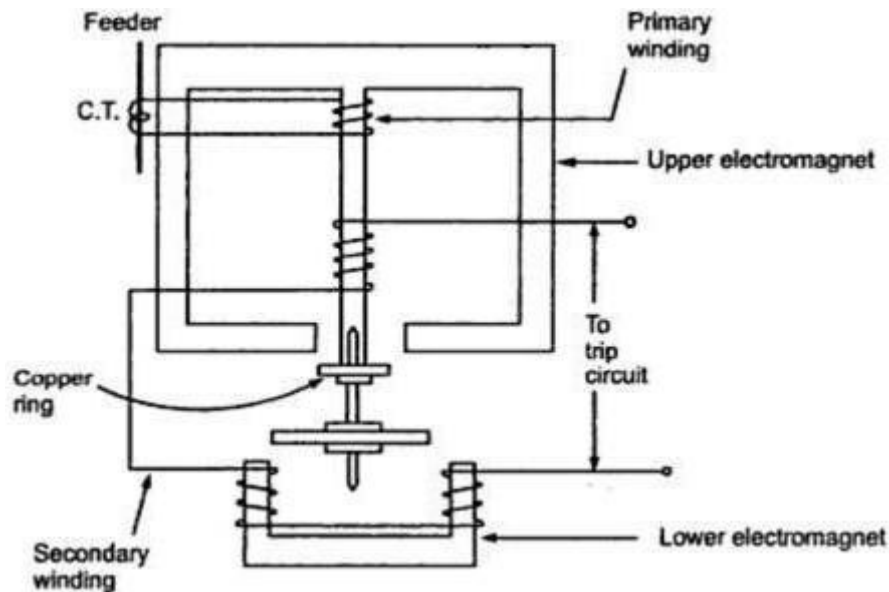 Feeder
Primary
winding
C.T.
Upper electromagnet
To
trip
circuit
Copper
ring
Lower electromagnet
Secondary
winding